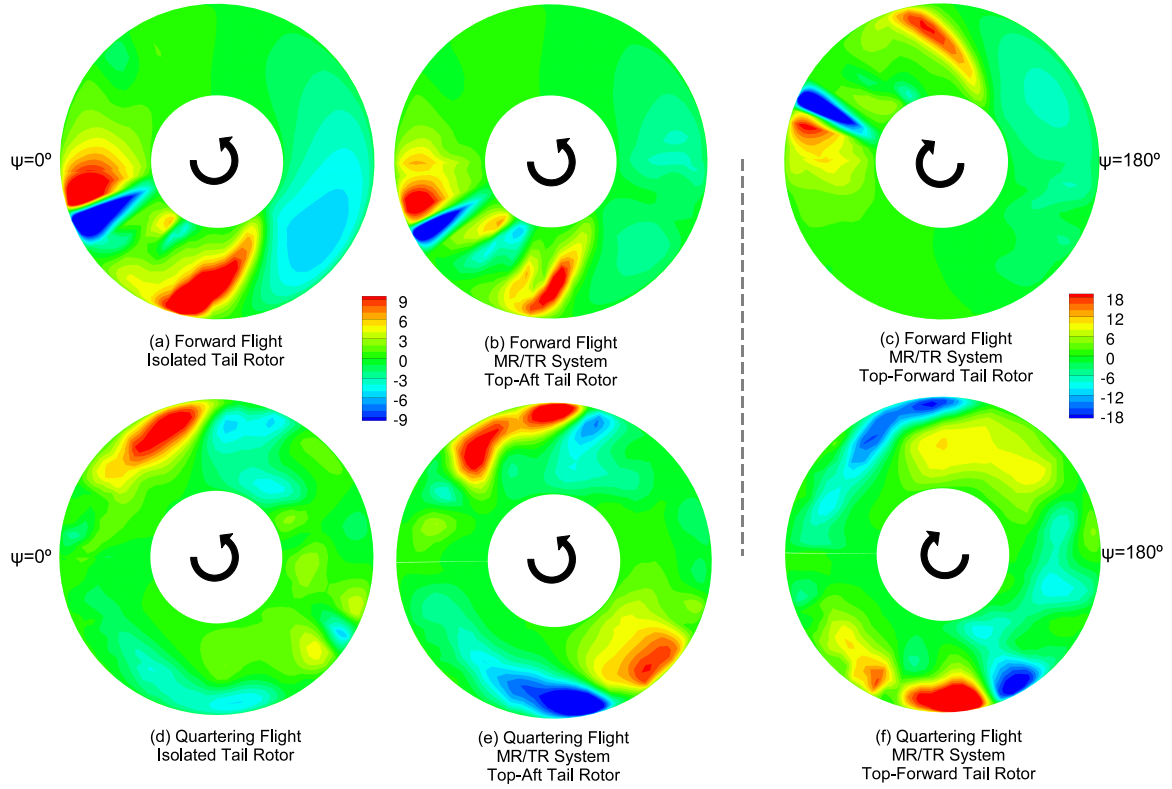 ψ=0º
ψ=180º
(a) Forward Flight
Isolated Tail Rotor
(b) Forward Flight
MR/TR System
Top-Aft Tail Rotor
(c) Forward Flight
MR/TR System
Top-Forward Tail Rotor
9
6
3
0
-3
-6
-9
18
12
6
0
-6
-12
-18
ψ=0º
ψ=180º
(d) Quartering Flight
Isolated Tail Rotor
(e) Quartering Flight
MR/TR System
Top-Aft Tail Rotor
(f) Quartering Flight
MR/TR System
Top-Forward Tail Rotor